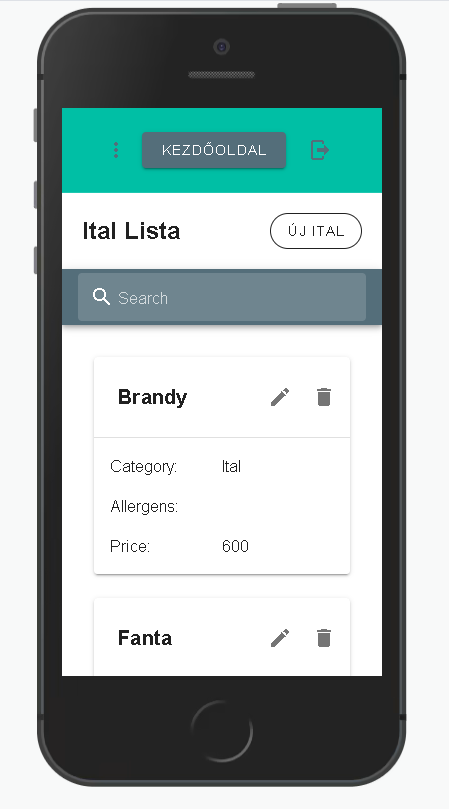 KEZDŐOLDAL
Ital Lista
ÚJ ITAL
Search
Brandy
Category: Ital
Allergens:
Price: 600
Fanta